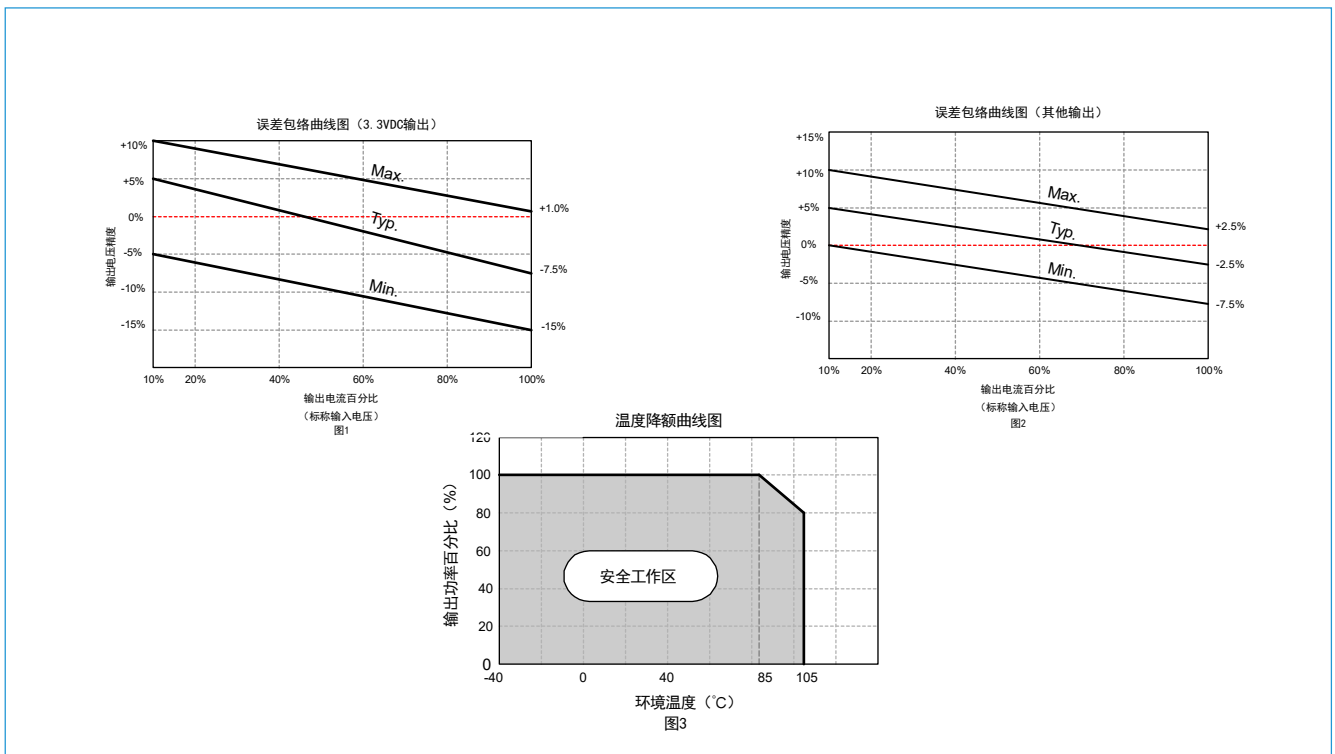 误差包络曲线图（3.3VDC输出）
+10%
+5%
0%
-5%
-10%
-15%
输出电压精度
Max.
Typ.
Min.
+1.0%
-7.5%
-15%
10% 20% 40% 60% 80% 100%
输出电流百分比
（标称输入电压）
图1
误差包络曲线图（其他输出）
+15%
+10%
+5%
0%
-5%
-10%
输出电压精度
Max.
Typ.
Min.
+2.5%
-2.5%
-7.5%
10% 20% 40% 60% 80% 100%
输出电流百分比
（标称输入电压）
图2
温度降额曲线图
120
100
80
60
40
20
0
输出功率百分比（%）
安全工作区
-40 0 40 85 105
环境温度（℃）
图3